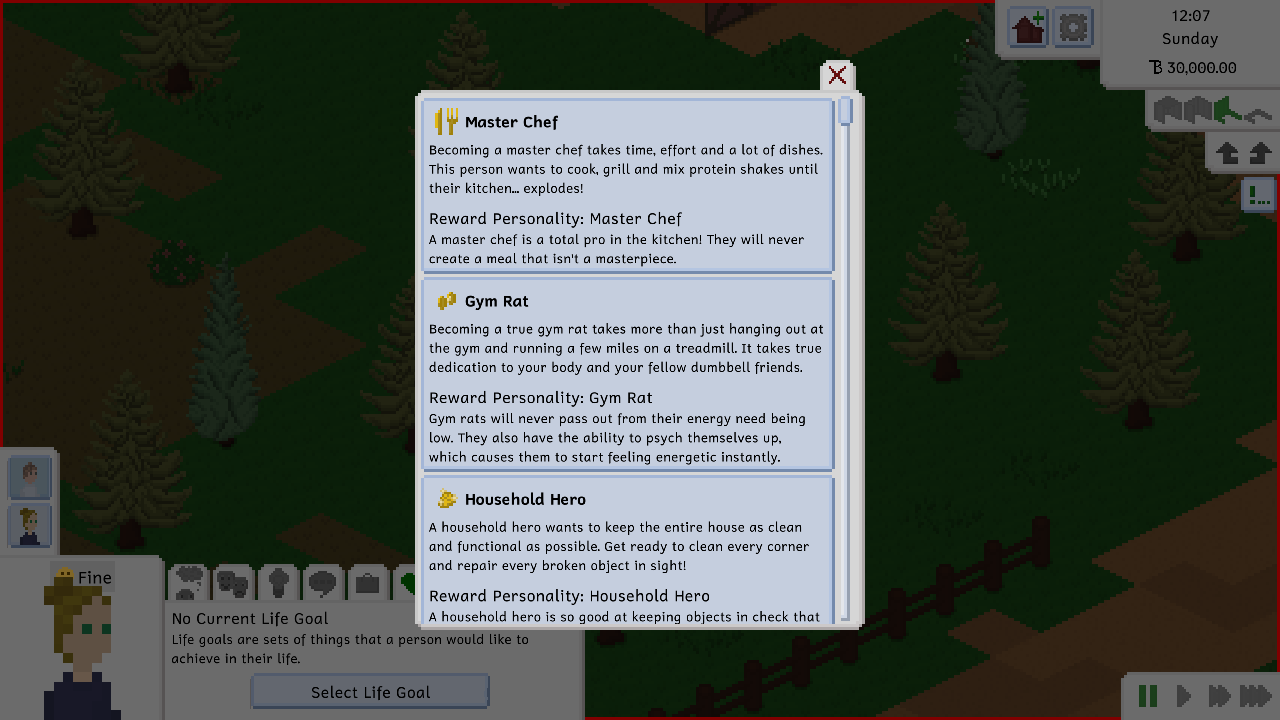 12:07
Sunday
30,000.00
Master Chef
Becoming a master chef takes time, effort and a lot of dishes.
This person wants to cook, grill and mix protein shakes until
their kitchen... explodes!
Reward Personality: Master Chef
A master chef is a total pro in the kitchen! They will never
create a meal that isn't a masterpiece.
Gym Rat
Becoming a true gym rat takes more than just hanging out at
the gym and running a few miles on a treadmill. It takes true
dedication to your body and your fellow dumbbell friends.
Reward Personality: Gym Rat
Gym rats will never pass out from their energy need being
low. They also have the ability to psych themselves up,
which causes them to start feeling energetic instantly.
Household Hero
A household hero wants to keep the entire house as clean
and functional as possible. Get ready to clean every corner
and repair every broken object in sight!
Reward Personality: Household Hero
A household hero is so good at keeping objects in check that
!...
Fine
No Current Life Goal
Life goals are sets of things that a person would like to
achieve in their life.
Select Life Goal